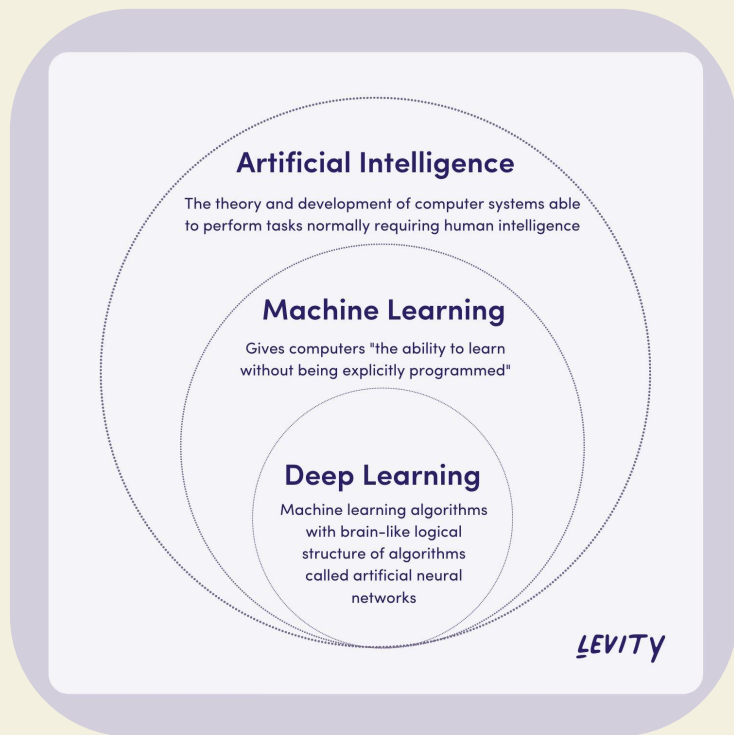 Artificial Intelligence
The theory and development of computer systems able
to perform tasks normally requiring human intelligence
Machine Learning
Gives computers "the ability to learn
without being explicitly programmed"
Deep Learning
Machine learning algorithms
with brain-like logical
structure of algorithms
called artificial neural
networks
LEVITY